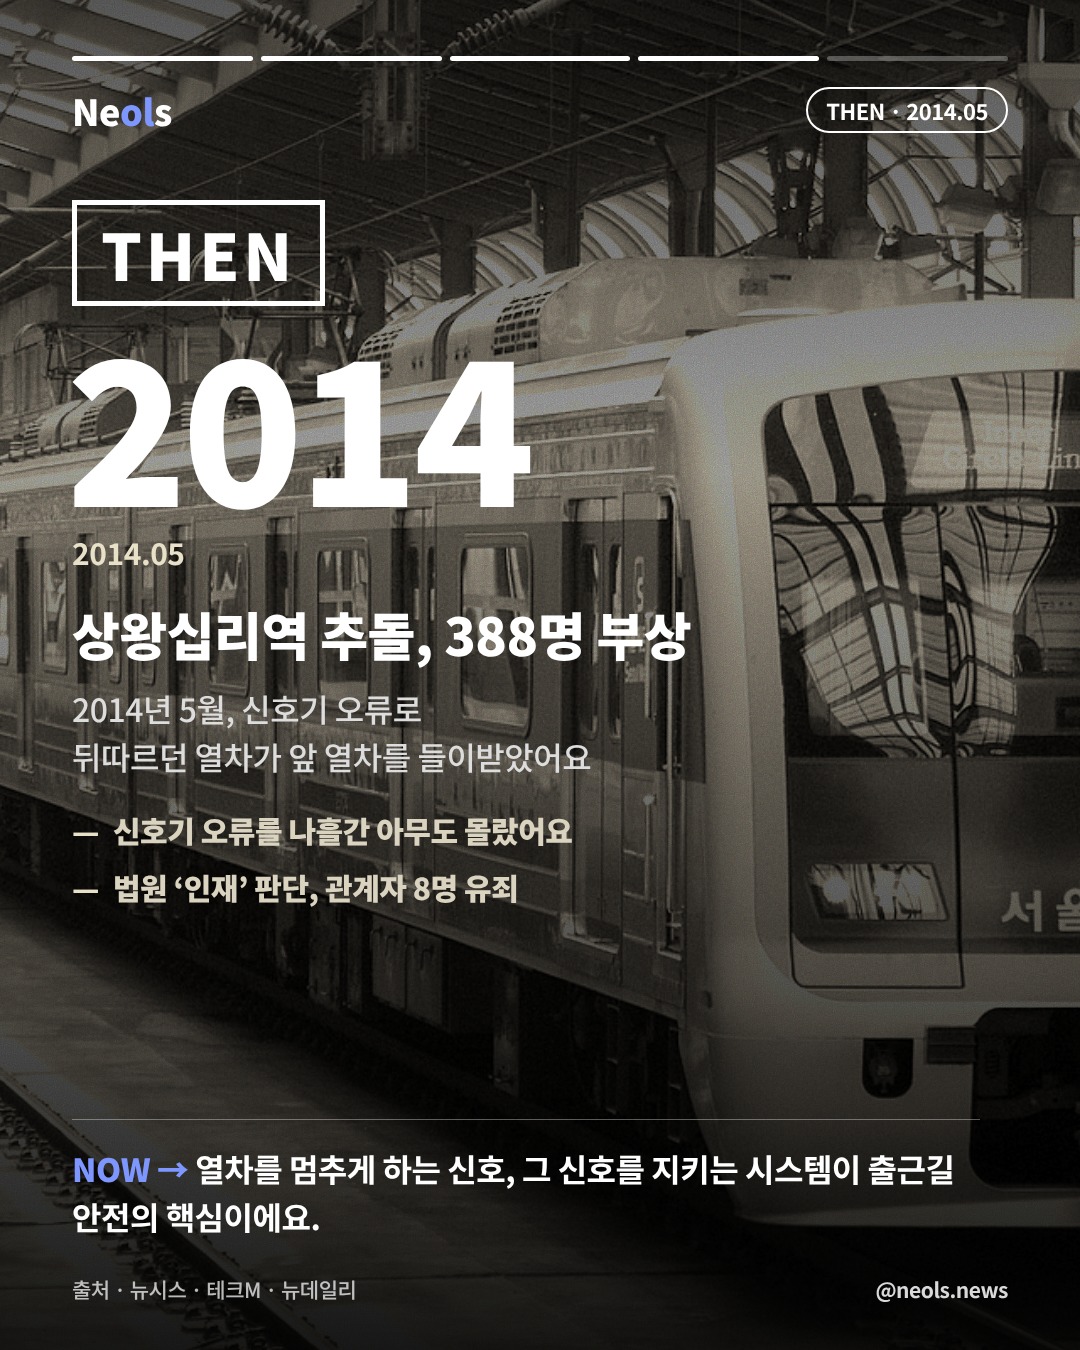 Neols
THEN · 2014.05
THEN
2014
2014.05
상왕십리역 추돌, 388명 부상
2014년 5월, 신호기 오류로
뒤따르던 열차가 앞 열차를 들이받았어요
— 신호기 오류를 나흘간 아무도 몰랐어요
— 법원 ‘인재’ 판단, 관계자 8명 유죄
서울
NOW → 열차를 멈추게 하는 신호, 그 신호를 지키는 시스템이 출근길
안전의 핵심이에요.
출처 · 뉴시스 · 테크M · 뉴데일리
@neols.news